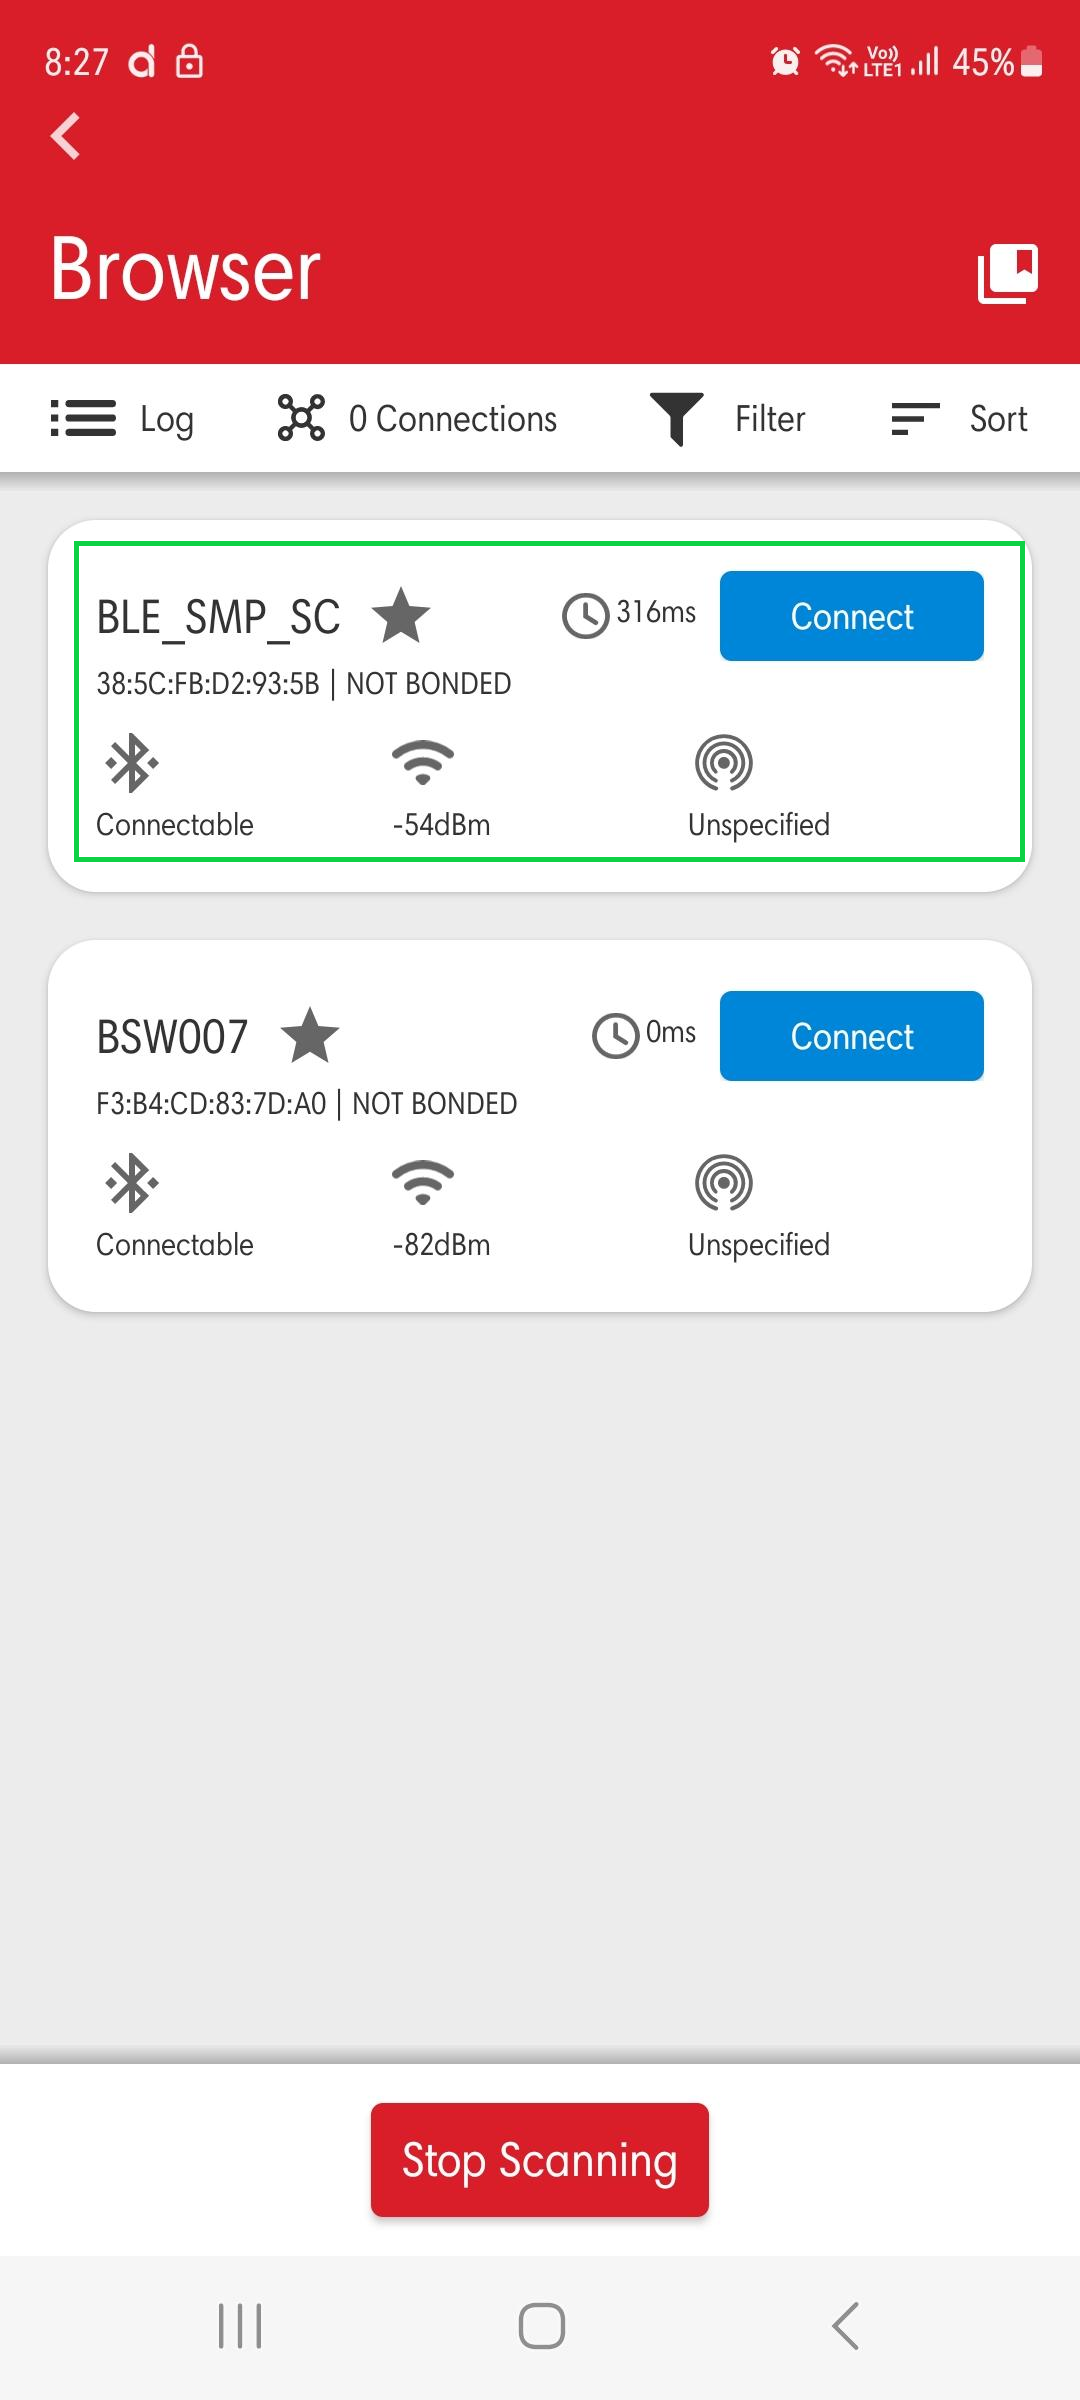 8:27 Vo)) LTE1 45%
Browser
Log 0 Connections Filter Sort
BLE_SMP_SC 316ms Connect
38:5C:FB:D2:93:5B | NOT BONDED
Connectable -54dBm Unspecified
BSW007 0ms Connect
F3:B4:CD:83:7D:A0 | NOT BONDED
Connectable -82dBm Unspecified
Stop Scanning